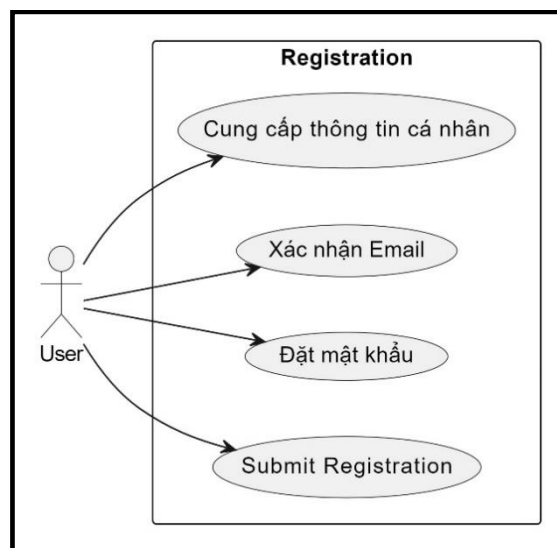 Registration
Cung cấp thông tin cá nhân
Xác nhận Email
Đặt mật khẩu
User
Submit Registration